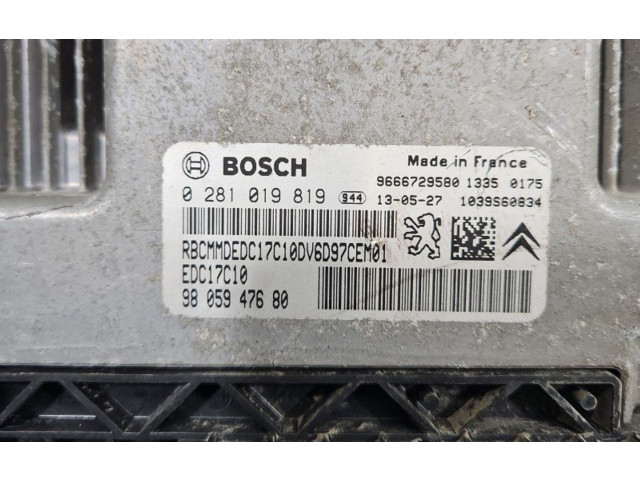 BOSCH
Made in France
9666729580 1335 0175
0 281 019 819 944 13-05-27 1039S60834
RBCMMDEDC17C10DV6D97CEM01
EDC17C10
98 059 476 80